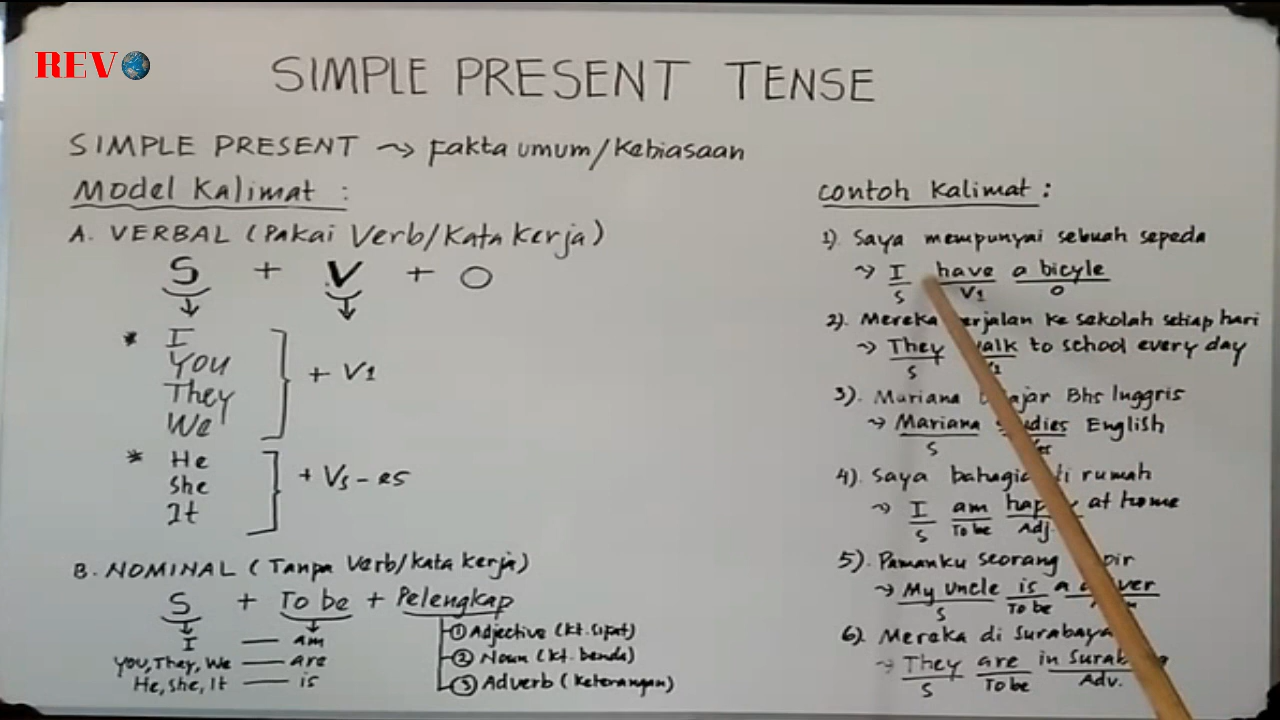 REVO
SIMPLE PRESENT TENSE
SIMPLE PRESENT ~> Fakta umum/Kebiasaan
Model Kalimat :
A. VERBAL (Pakai Verb/Kata Kerja)
S + V + O
* I
You
They
We
+ V1
* He
She
It
+ Vs-es
B. NOMINAL (Tanpa Verb/Kata Kerja)
S + To be + Pelengkap
I — am
You, They, We — are
He, She, It — is
① Adjective (Kt. Sipat)
② Noun (kt. benda)
③ Adverb (Keterangan)
Contoh Kalimat :
1). Saya mempunyai sebuah sepeda
~> I have a bicyle
S V1 O
2). Mereka ke sekolah setiap hari
~> They to school every day
S
3). Mariana Bhs Inggris
~> Mariana English
S
4). Saya rumah
~> I am at home
S To be Adj.
5). Pamanku seorang
~> My uncle is a
S To be
6). Mereka di Surabaya
~> They are in
S To be Adv.